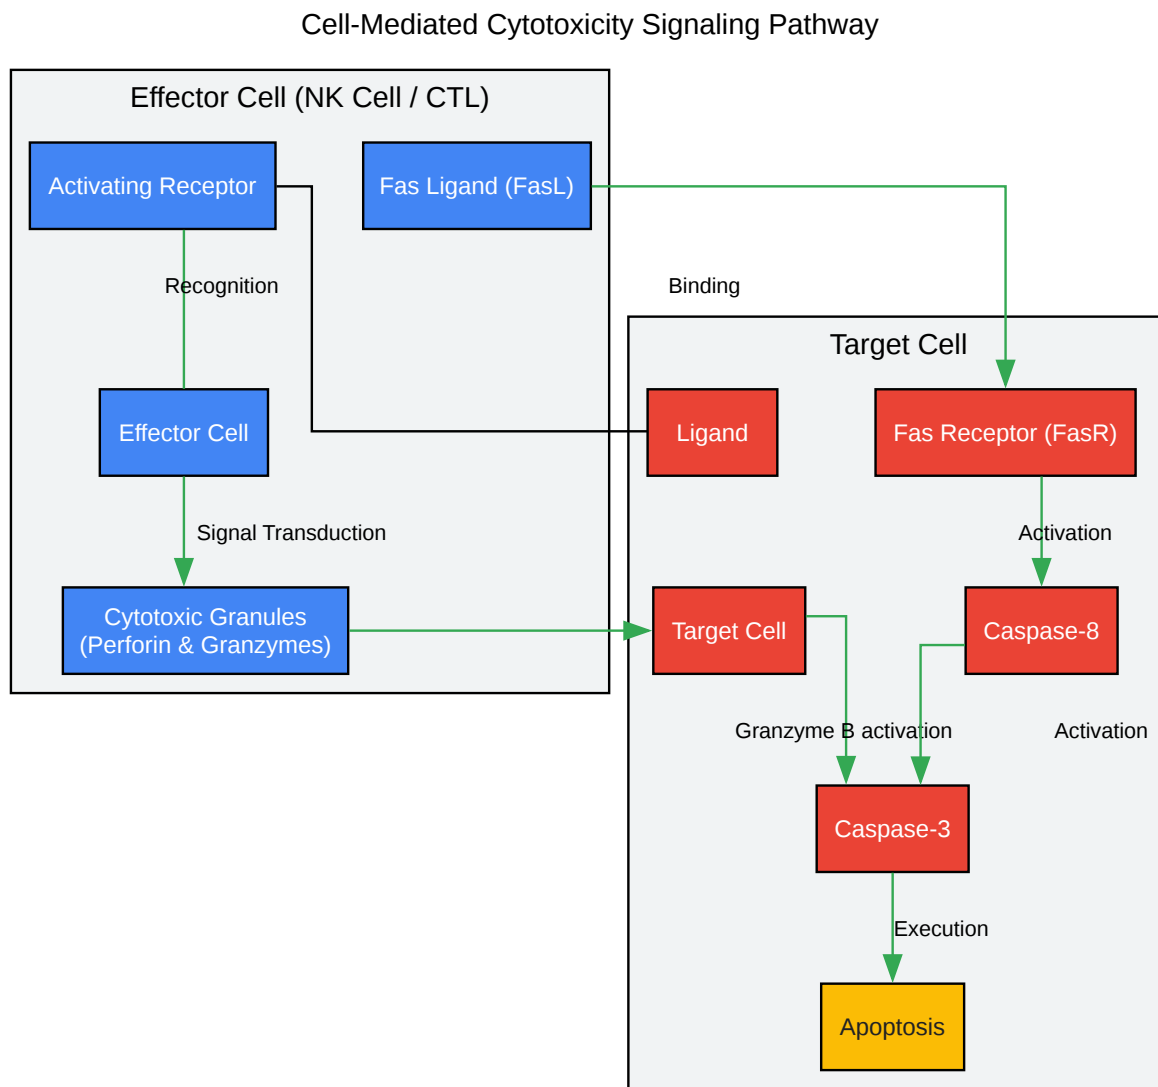 Cell-Mediated Cytotoxicity Signaling Pathway
Effector Cell (NK Cell / CTL)
Activating Receptor
Fas Ligand (FasL)
Recognition
Binding
Target Cell
Effector Cell
Ligand
Fas Receptor (FasR)
Signal Transduction
Activation
Cytotoxic Granules
(Perforin & Granzymes)
Target Cell
Caspase-8
Granzyme B activation
Activation
Caspase-3
Execution
Apoptosis